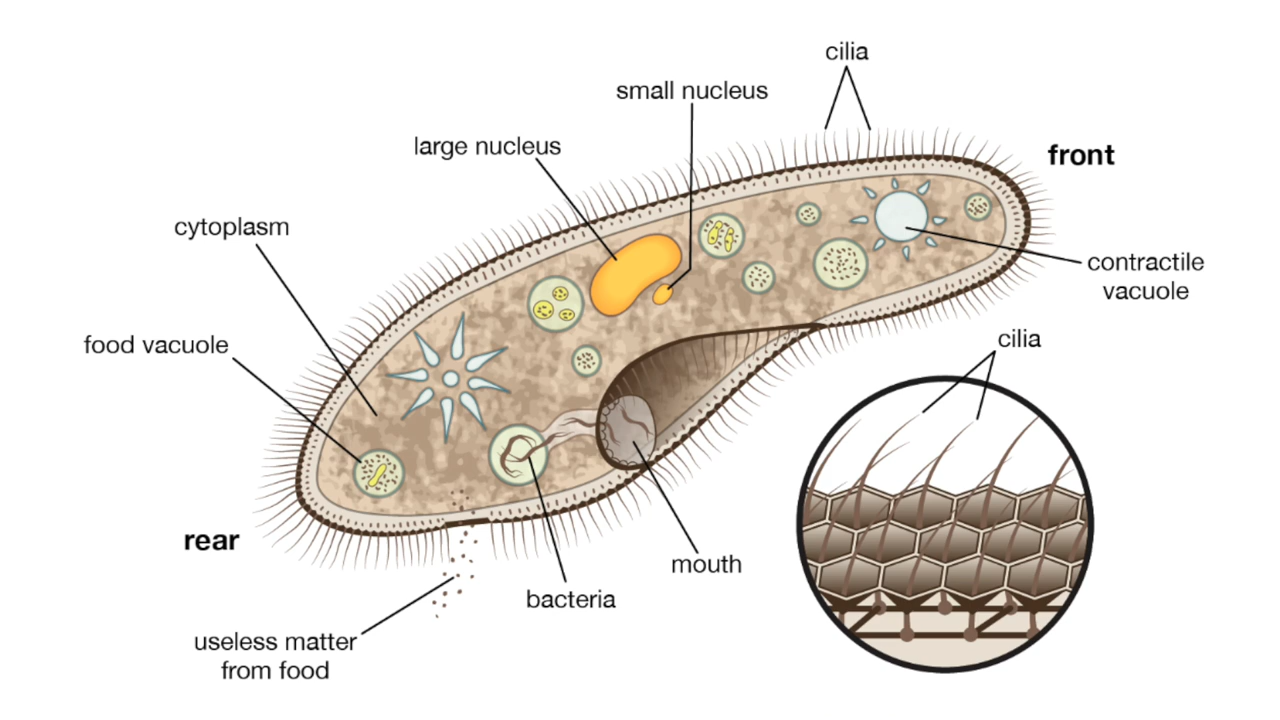 cilia
small nucleus
large nucleus
front
cytoplasm
contractile
vacuole
food vacuole
cilia
rear
mouth
bacteria
useless matter
from food